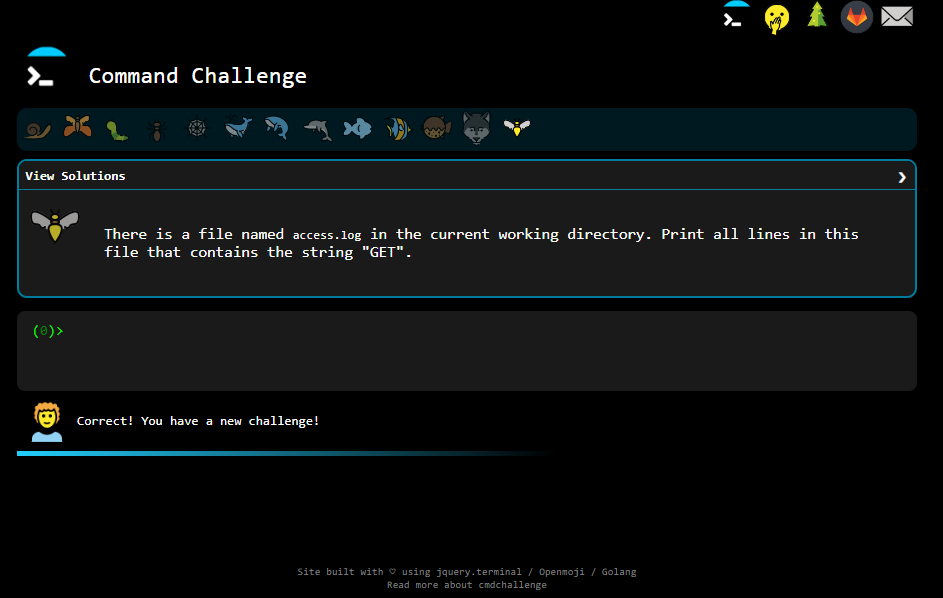 Command Challenge
View Solutions
There is a file named access.log in the current working directory. Print all lines in this
file that contains the string "GET".
(0)>
Correct! You have a new challenge!
Site built with ♡ using jquery.terminal / Openmoji / Golang
Read more about cmdchallenge